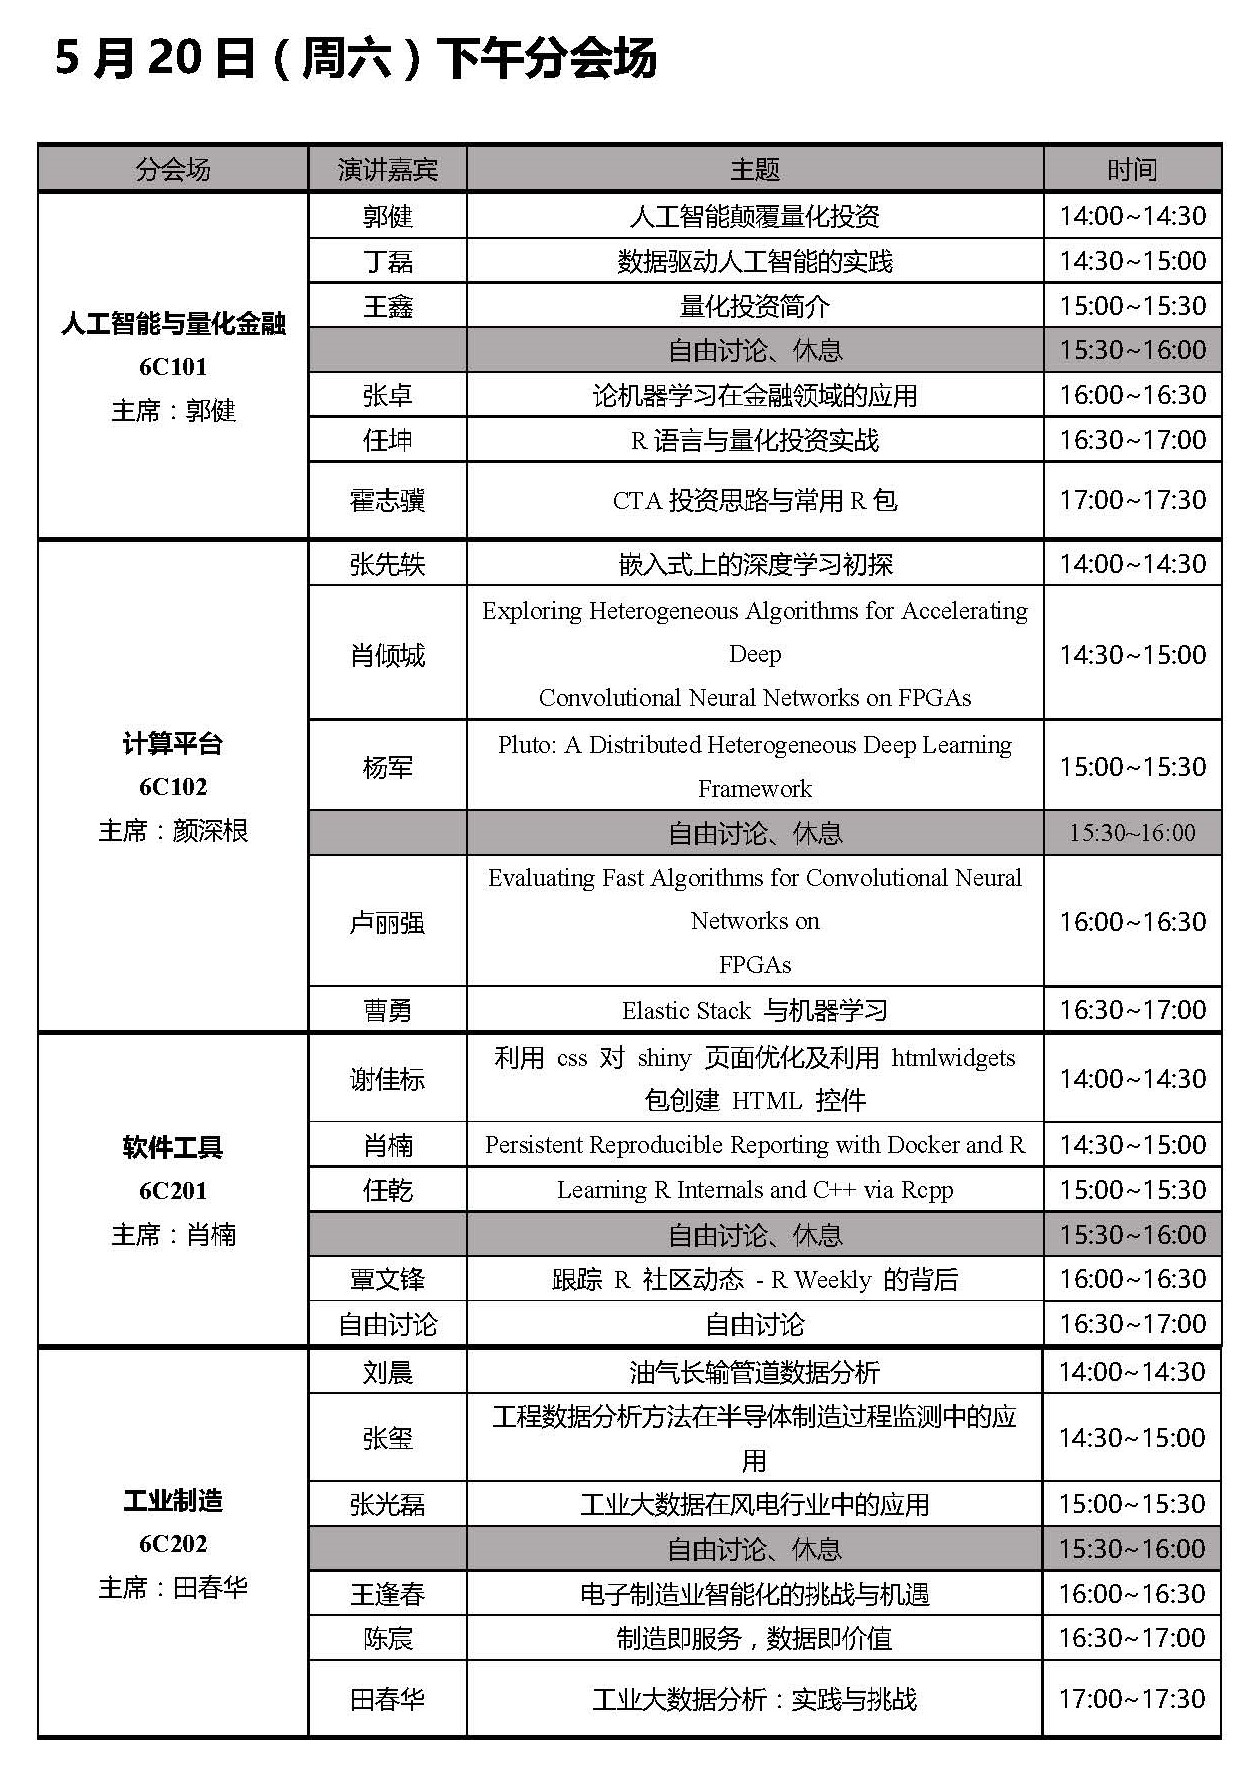 5 月 20 日（周六）下午分会场
分会场 演讲嘉宾 主题 时间
人工智能与量化金融
6C101
主席：郭健
郭健 人工智能颠覆量化投资 14:00~14:30
丁磊 数据驱动人工智能的实践 14:30~15:00
王鑫 量化投资简介 15:00~15:30
自由讨论、休息 15:30~16:00
张卓 论机器学习在金融领域的应用 16:00~16:30
任坤 R 语言与量化投资实战 16:30~17:00
霍志骥 CTA 投资思路与常用 R 包 17:00~17:30
计算平台
6C102
主席：颜深根
张先轶 嵌入式上的深度学习初探 14:00~14:30
肖倾城 Exploring Heterogeneous Algorithms for Accelerating
Deep
Convolutional Neural Networks on FPGAs 14:30~15:00
杨军 Pluto: A Distributed Heterogeneous Deep Learning
Framework 15:00~15:30
自由讨论、休息 15:30~16:00
卢丽强 Evaluating Fast Algorithms for Convolutional Neural
Networks on
FPGAs 16:00~16:30
曹勇 Elastic Stack 与机器学习 16:30~17:00
软件工具
6C201
主席：肖楠
谢佳标 利用 css 对 shiny 页面优化及利用 htmlwidgets
包创建 HTML 控件 14:00~14:30
肖楠 Persistent Reproducible Reporting with Docker and R 14:30~15:00
任乾 Learning R Internals and C++ via Rcpp 15:00~15:30
自由讨论、休息 15:30~16:00
覃文锋 跟踪 R 社区动态 - R Weekly 的背后 16:00~16:30
自由讨论 自由讨论 16:30~17:00
工业制造
6C202
主席：田春华
刘晨 油气长输管道数据分析 14:00~14:30
张玺 工程数据分析方法在半导体制造过程监测中的应
用 14:30~15:00
张光磊 工业大数据在风电行业中的应用 15:00~15:30
自由讨论、休息 15:30~16:00
王逢春 电子制造业智能化的挑战与机遇 16:00~16:30
陈宸 制造即服务，数据即价值 16:30~17:00
田春华 工业大数据分析：实践与挑战 17:00~17:30